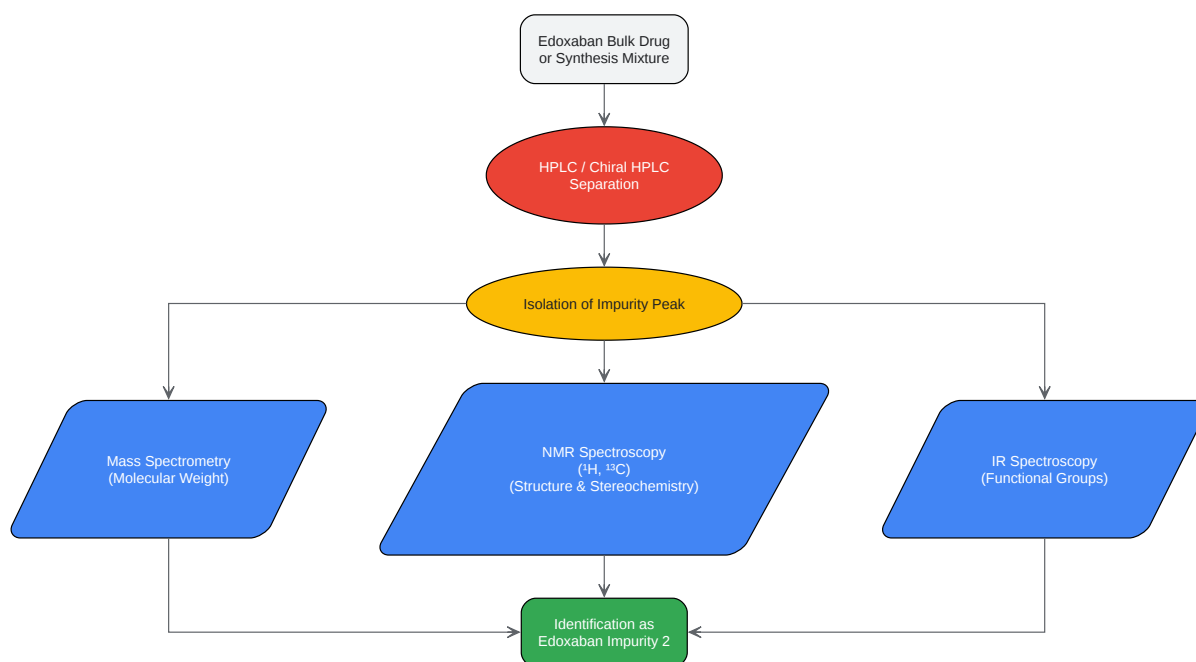 Edoxaban Bulk Drug
or Synthesis Mixture
HPLC / Chiral HPLC
Separation
Isolation of Impurity Peak
Mass Spectrometry
(Molecular Weight)
NMR Spectroscopy
(¹H, ¹³C)
(Structure & Stereochemistry)
IR Spectroscopy
(Functional Groups)
Identification as
Edoxaban Impurity 2